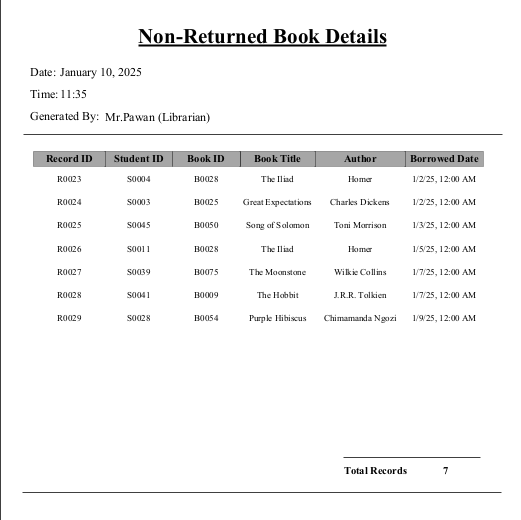 Non-Returned Book Details
Date: January 10, 2025
Time: 11:35
Generated By: Mr.Pawan (Librarian)
Record ID Student ID Book ID Book Title Author Borrowed Date
R0023 S0004 B0028 The Iliad Homer 1/2/25, 12:00 AM
R0024 S0003 B0025 Great Expectations Charles Dickens 1/2/25, 12:00 AM
R0025 S0045 B0050 Song of Solomon Toni Morrison 1/3/25, 12:00 AM
R0026 S0011 B0028 The Iliad Homer 1/5/25, 12:00 AM
R0027 S0039 B0075 The Moonstone Wilkie Collins 1/7/25, 12:00 AM
R0028 S0041 B0009 The Hobbit J.R.R. Tolkien 1/7/25, 12:00 AM
R0029 S0028 B0054 Purple Hibiscus Chimamanda Ngozi 1/9/25, 12:00 AM
Total Records 7